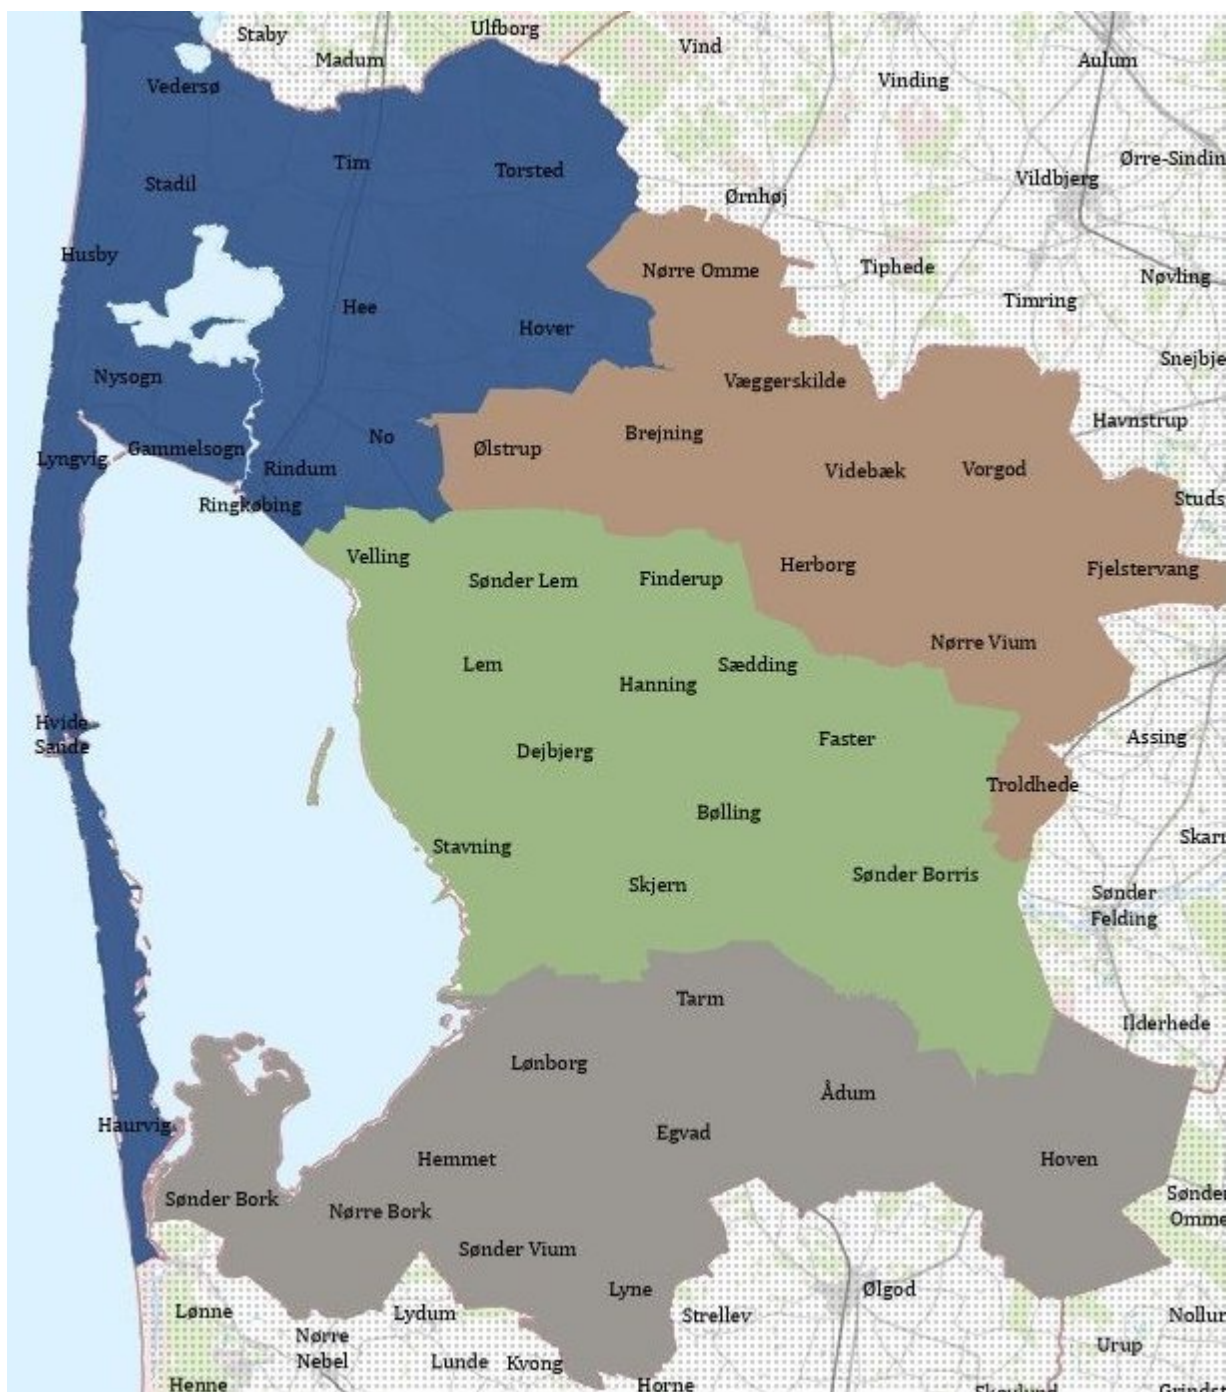 Staby
Ulfborg
Madum
Vind
Aulum
Vinding
Vedersø
Tim
Torsted
Ørre-Sindin
Vildbjerg
Stadil
Ørnhøj
Husby
Nørre Omme
Tiphede
Nøvling
Timring
Hee
Hover
Snejbje
Nysogn
Væggerskilde
Havnstrup
No
Brejning
Gammelsogn
Ølstrup
Lyngvig
Rindum
Videbæk
Vorgod
Ringkøbing
Studs
Velling
Herborg
Fjelstervang
Sønder Lem
Finderup
Nørre Vium
Lem
Sædding
Hanning
Hvide
Sande
Faster
Assing
Dejbjerg
Troldhede
Bølling
Skarr
Stavning
Skjern
Sønder Borris
Sønder
Felding
Tarm
Ilderhede
Lønborg
Ådum
Haurvig
Egvad
Hemmet
Hoven
Sønder Bork
Nørre Bork
Sønder
Omme
Sønder Vium
Lyne
Ølgod
Lønne
Lydum
Strellev
Nollur
Nørre
Nebel
Lunde
Kvong
Urup
Henne
Horne